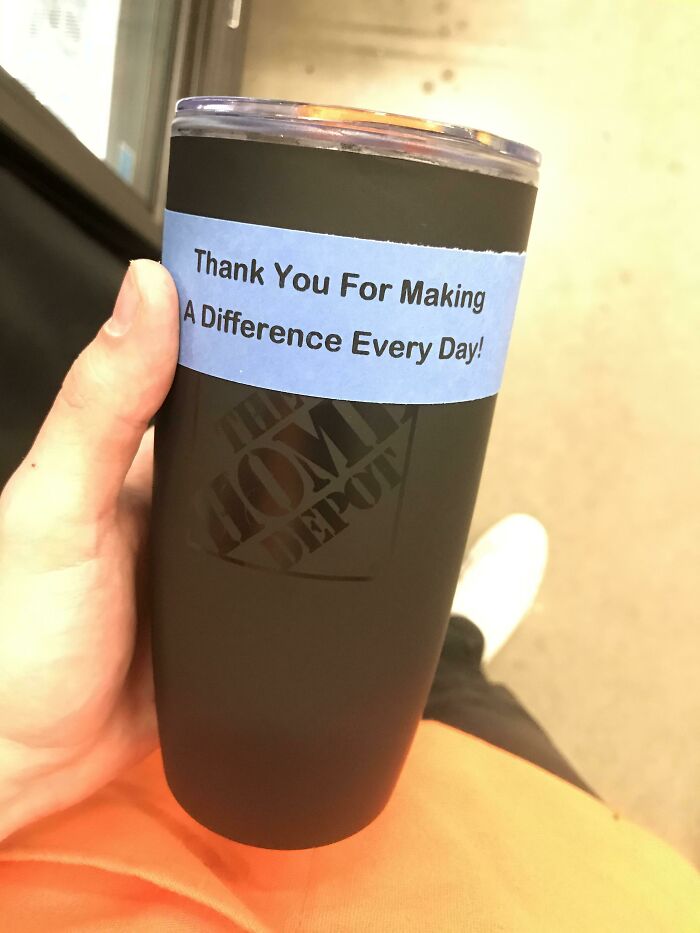 Thank You For Making
A Difference Every Day!
THE
HOME
DEPOT